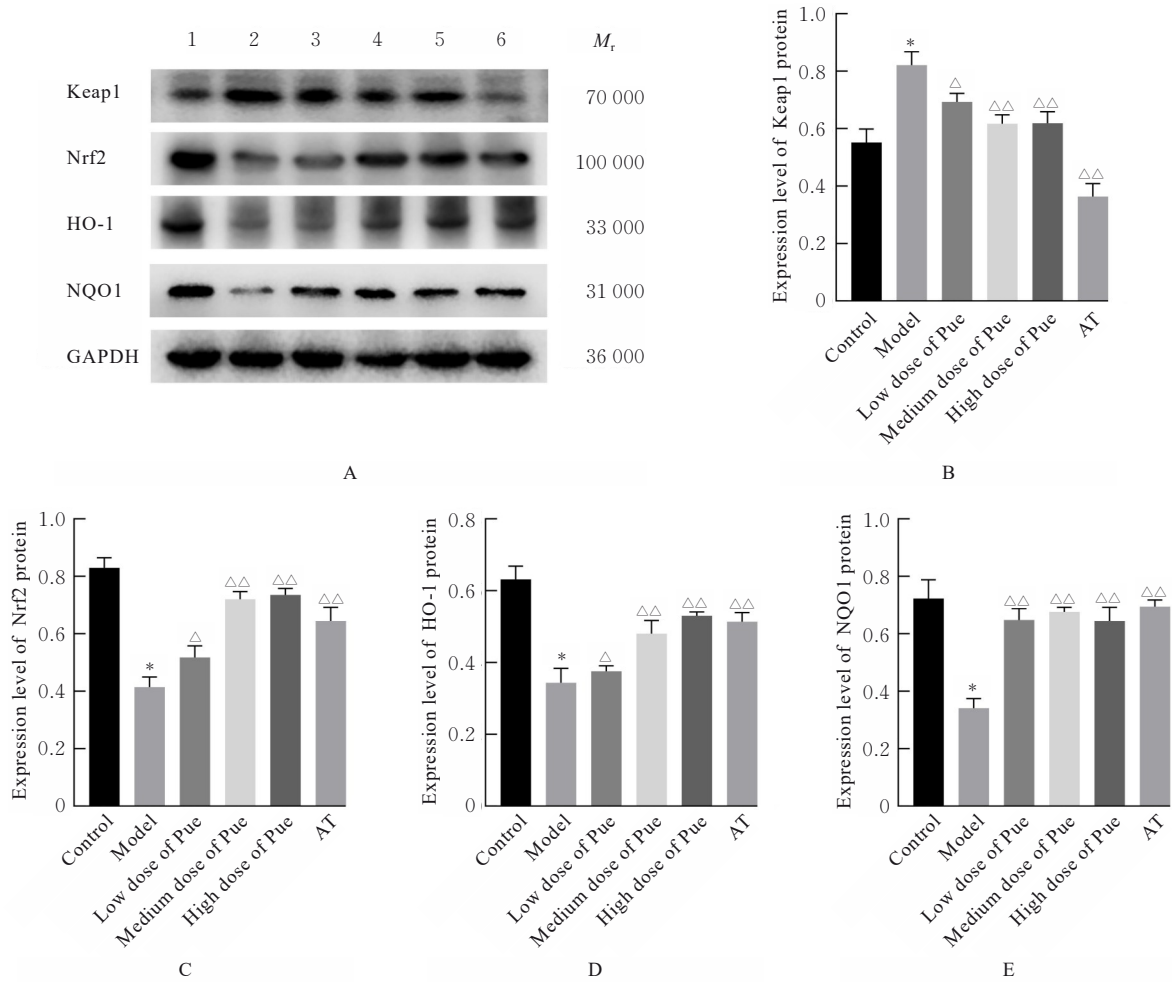 1 2 3 4 5 6 Mr
Keap1 70 000
Nrf2 100 000
HO-1 33 000
NQO1 31 000
GAPDH 36 000
A
Expression level of Keap1 protein
1.0
0.8
0.6
0.4
0.2
0
*
△
△△
△△
△△
Control
Model
Low dose of Pue
Medium dose of Pue
High dose of Pue
AT
B
Expression level of Nrf2 protein
1.0
0.8
0.6
0.4
0.2
0
*
△
△△
△△
△△
Control
Model
Low dose of Pue
Medium dose of Pue
High dose of Pue
AT
C
Expression level of HO-1 protein
0.8
0.6
0.4
0.2
0
*
△
△△
△△
△△
Control
Model
Low dose of Pue
Medium dose of Pue
High dose of Pue
AT
D
Expression level of NQO1 protein
1.0
0.8
0.6
0.4
0.2
0
*
△△
△△
△△
△△
Control
Model
Low dose of Pue
Medium dose of Pue
High dose of Pue
AT
E